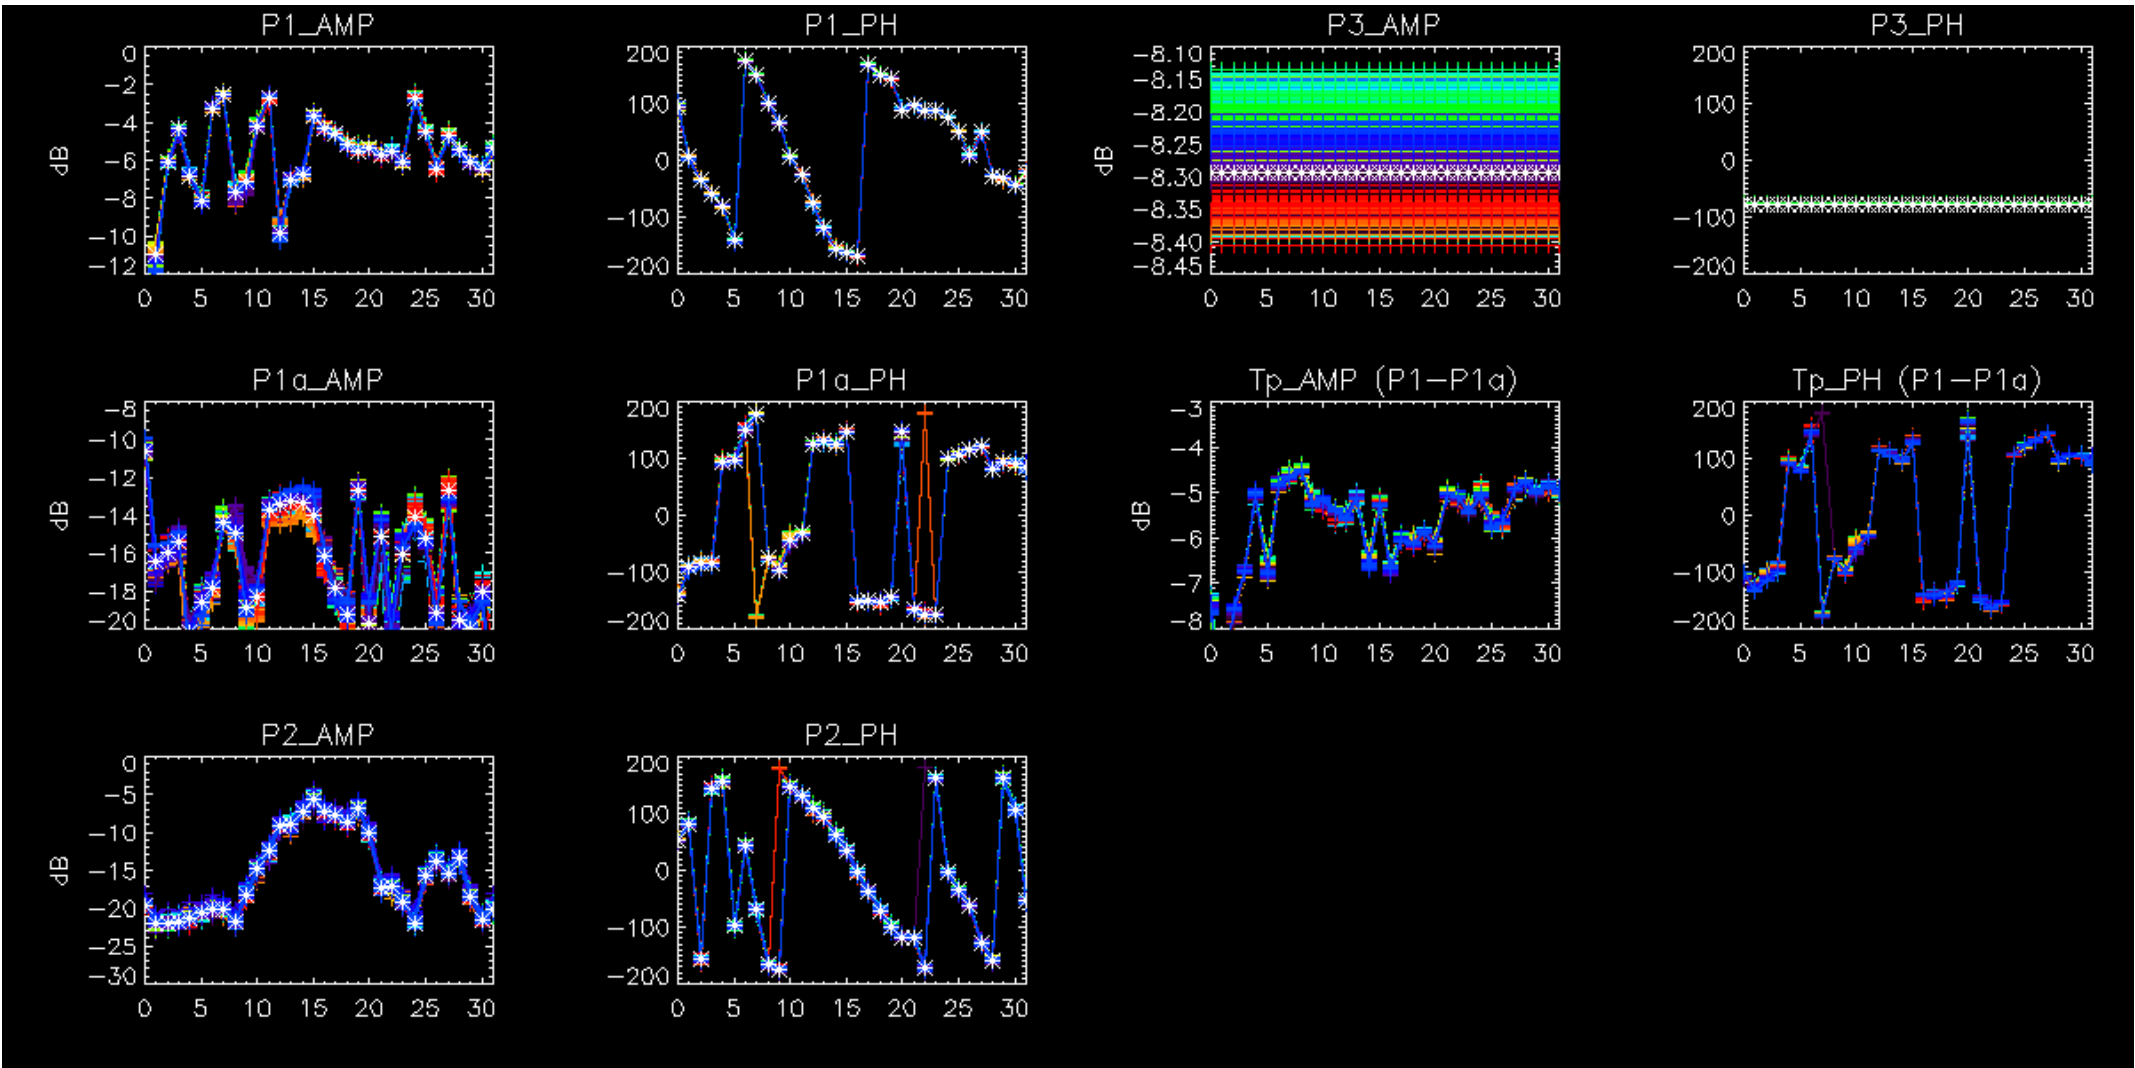 P1_AMP
P1_PH
P3_AMP
P3_PH
dB
0
−2
−4
−6
−8
−10
−12
0 5 10 15 20 25 30
200
100
0
−100
−200
0 5 10 15 20 25 30
dB
−8.10
−8.15
−8.20
−8.25
−8.30
−8.35
−8.40
−8.45
0 5 10 15 20 25 30
200
100
0
−100
−200
0 5 10 15 20 25 30
P1a_AMP
P1a_PH
Tp_AMP (P1−P1a)
Tp_PH (P1−P1a)
dB
−8
−10
−12
−14
−16
−18
−20
0 5 10 15 20 25 30
200
100
0
−100
−200
0 5 10 15 20 25 30
dB
−3
−4
−5
−6
−7
−8
0 5 10 15 20 25 30
200
100
0
−100
−200
0 5 10 15 20 25 30
P2_AMP
P2_PH
dB
0
−5
−10
−15
−20
−25
−30
0 5 10 15 20 25 30
200
100
0
−100
−200
0 5 10 15 20 25 30